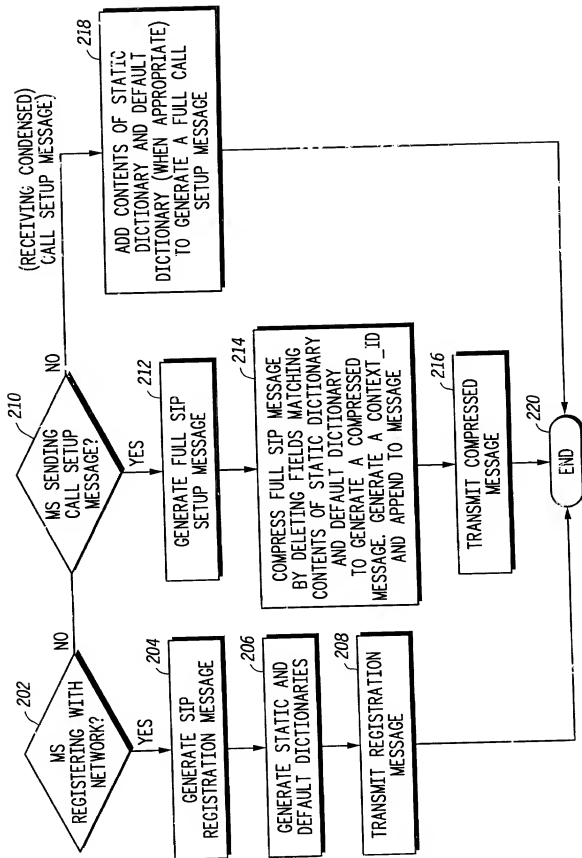 202
MS
REGISTERING WITH
NETWORK?
NO
YES
204
GENERATE SIP
REGISTRATION MESSAGE
206
GENERATE STATIC AND
DEFAULT DICTIONARIES
208
TRANSMIT REGISTRATION
MESSAGE
210
MS SENDING
CALL SETUP
MESSAGE?
NO
YES
212
GENERATE FULL SIP
SETUP MESSAGE
214
COMPRESS FULL SIP MESSAGE
BY DELETING FIELDS MATCHING
CONTENTS OF STATIC DICTIONARY
AND DEFAULT DICTIONARY
TO GENERATE A COMPRESSED
MESSAGE. GENERATE A CONTEXT_ID
AND APPEND TO MESSAGE
216
TRANSMIT COMPRESSED
MESSAGE
220
END
(RECEIVING CONDENSED)
CALL SETUP MESSAGE)
218
ADD CONTENTS OF STATIC
DICTIONARY AND DEFAULT
DICTIONARY (WHEN APPROPRIATE)
TO GENERATE A FULL CALL
SETUP MESSAGE